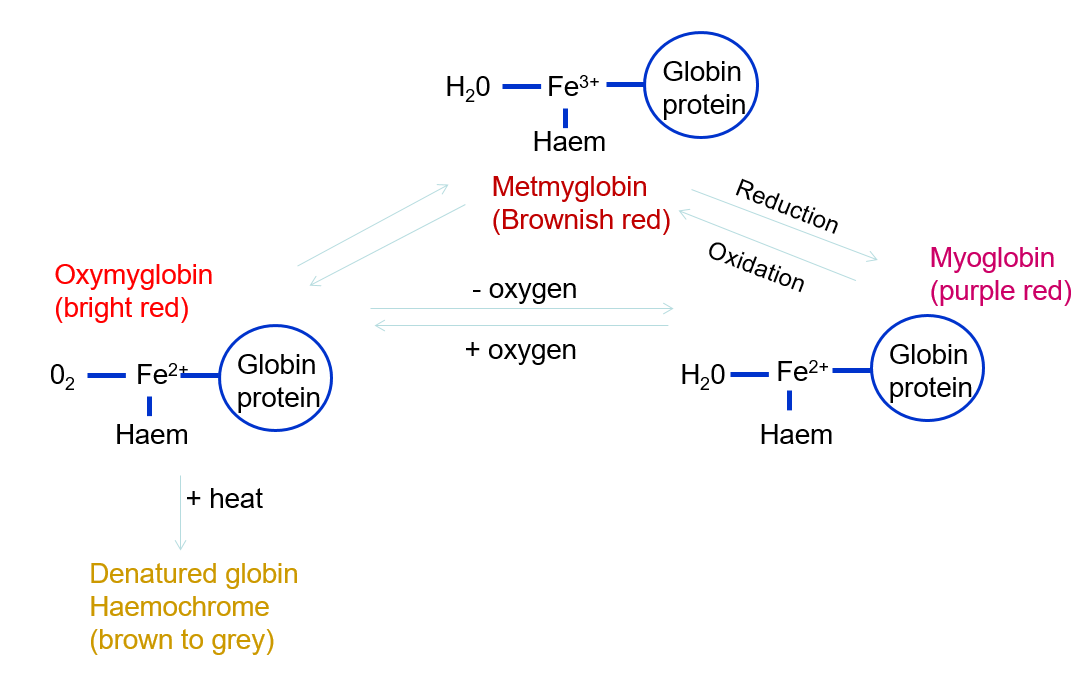 H₂0 Fe³⁺ Globin
protein
Haem
Metmyglobin
(Brownish red)
Reduction
Oxidation
Oxymyglobin
(bright red)
Myoglobin
(purple red)
- oxygen
+ oxygen
0₂ Fe²⁺ Globin
protein
Haem
H₂0 Fe²⁺ Globin
protein
Haem
+ heat
Denatured globin
Haemochrome
(brown to grey)